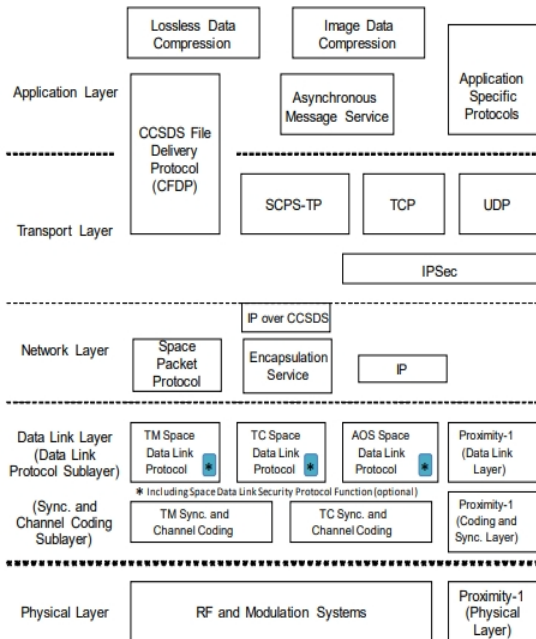 Lossless Data
Compression
Image Data
Compression
Application Layer
CCSDS File
Delivery
Protocol
(CFDP)
Asynchronous
Message Service
Application
Specific
Protocols
Transport Layer
SCPS-TP
TCP
UDP
IPSec
IP over CCSDS
Network Layer
Space
Packet
Protocol
Encapsulation
Service
IP
Data Link Layer
(Data Link
Protocol Sublayer)
TM Space
Data Link
Protocol *
TC Space
Data Link
Protocol *
AOS Space
Data Link
Protocol *
Proximity-1
(Data Link
Layer)
* Including Space Data Link Security Protocol Function (optional)
(Sync. and
Channel Coding
Sublayer)
TM Sync. and
Channel Coding
TC Sync. and
Channel Coding
Proximity-1
(Coding and
Sync. Layer)
Physical Layer
RF and Modulation Systems
Proximity-1
(Physical
Layer)